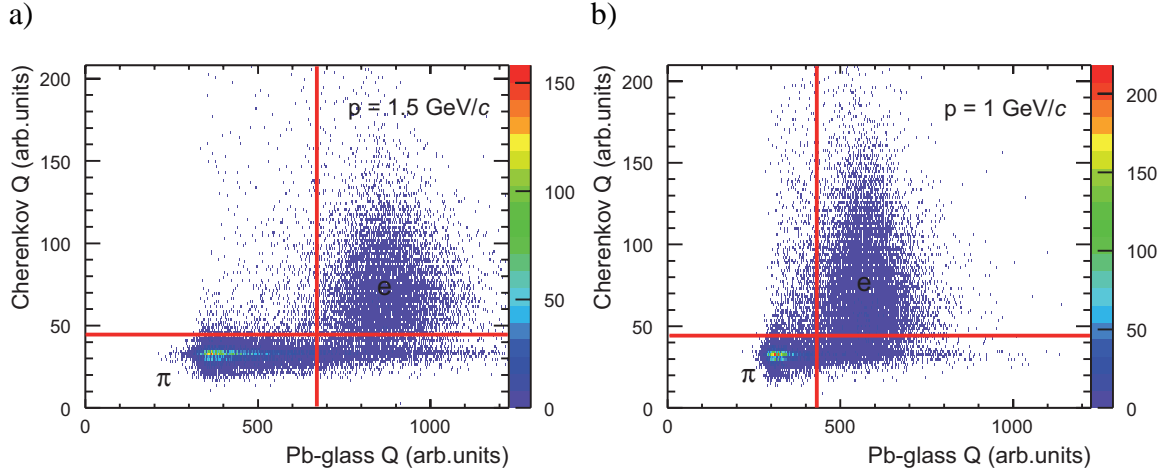 a)
Cherenkov Q (arb.units)
200
150
100
50
0
p = 1.5 GeV/c
e
π
0
500
1000
Pb-glass Q (arb.units)
150
100
50
0
b)
Cherenkov Q (arb.units)
200
150
100
50
0
p = 1 GeV/c
e
π
0
500
1000
Pb-glass Q (arb.units)
200
150
100
50
0